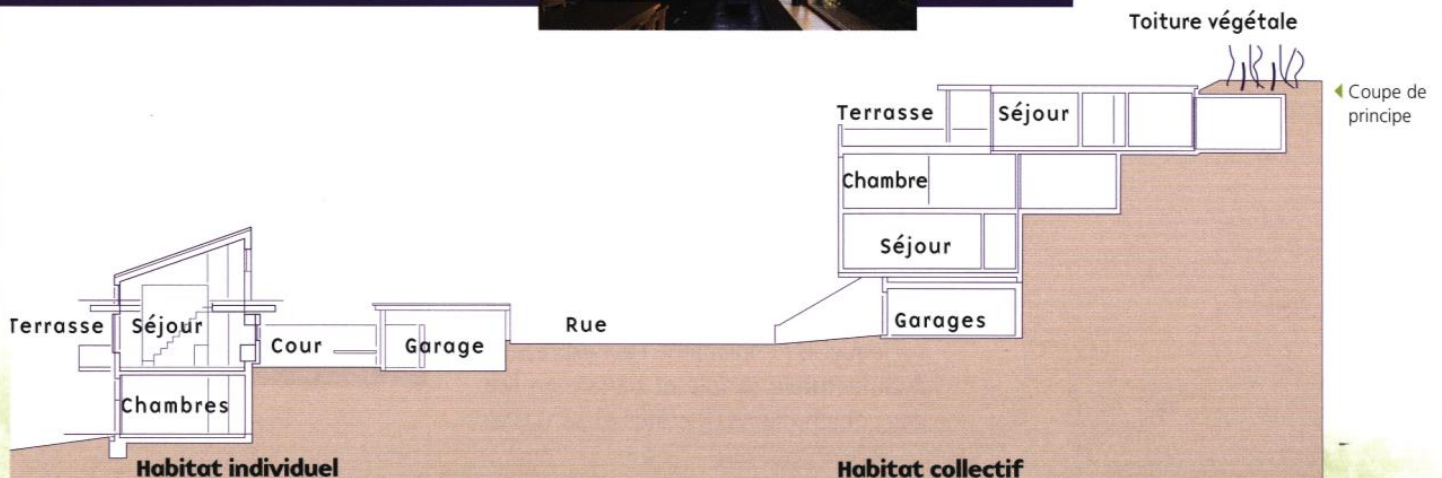 Toiture végétale
Coupe de
principe
Terrasse
Séjour
Chambre
Séjour
Garages
Terrasse
Séjour
Cour
Garage
Rue
Chambres
Habitat individuel
Habitat collectif